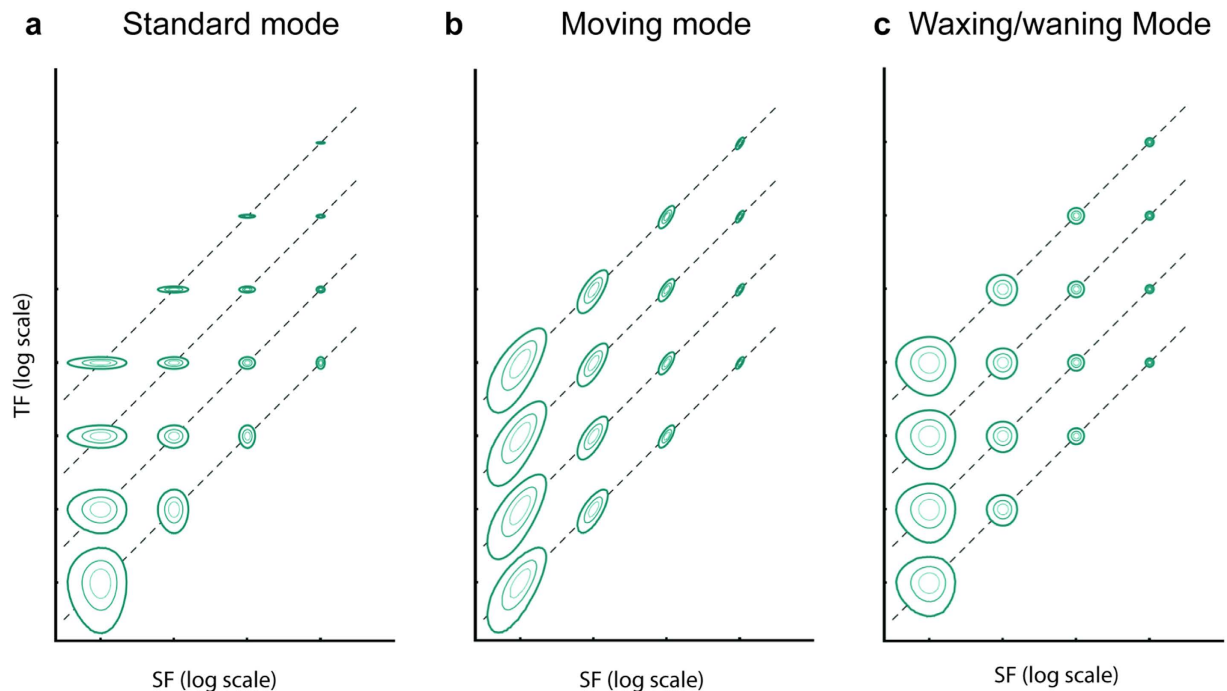 a Standard mode
b Moving mode
c Waxing/waning Mode
TF (log scale)
SF (log scale)
SF (log scale)
SF (log scale)